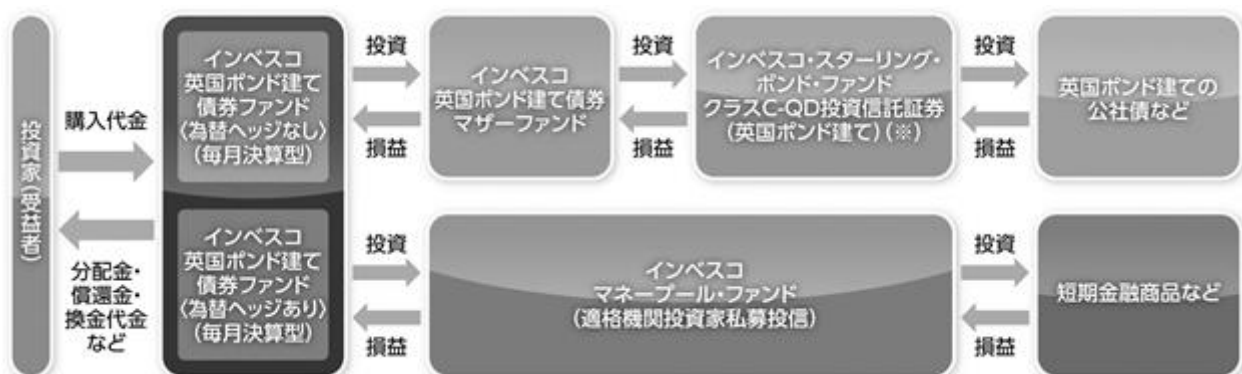 投資家(受益者)
購入代金
分配金・
償還金・
換金代金
など
インベスコ
英国ポンド建て
債券ファンド
〈為替ヘッジなし〉
(毎月決算型)
インベスコ
英国ポンド建て
債券ファンド
〈為替ヘッジあり〉
(毎月決算型)
投資
損益
インベスコ
英国ポンド建て債券
マザーファンド
投資
損益
インベスコ・スターリング・
ボンド・ファンド
クラスC-QD投資信託証券
(英国ポンド建て)(※)
投資
損益
英国ポンド建ての
公社債など
投資
損益
インベスコ
マネープール・ファンド
(適格機関投資家私募投信)
投資
損益
短期金融商品など